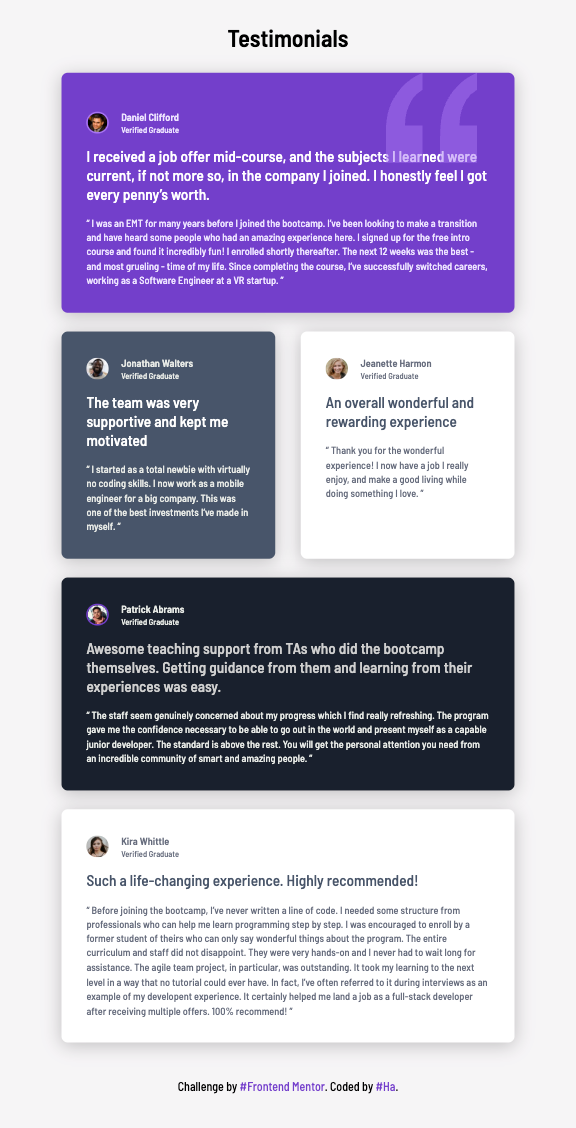 Testimonials
Daniel Clifford
Verified Graduate
I received a job offer mid-course, and the subjects I learned were
current, if not more so, in the company I joined. I honestly feel I got
every penny’s worth.
“ I was an EMT for many years before I joined the bootcamp. I’ve been looking to make a transition
and have heard some people who had an amazing experience here. I signed up for the free intro
course and found it incredibly fun! I enrolled shortly thereafter. The next 12 weeks was the best -
and most grueling - time of my life. Since completing the course, I’ve successfully switched careers,
working as a Software Engineer at a VR startup. ”
Jonathan Walters
Verified Graduate
The team was very
supportive and kept me
motivated
“ I started as a total newbie with virtually
no coding skills. I now work as a mobile
engineer for a big company. This was
one of the best investments I’ve made in
myself. ”
Jeanette Harmon
Verified Graduate
An overall wonderful and
rewarding experience
“ Thank you for the wonderful
experience! I now have a job I really
enjoy, and make a good living while
doing something I love. ”
Patrick Abrams
Verified Graduate
Awesome teaching support from TAs who did the bootcamp
themselves. Getting guidance from them and learning from their
experiences was easy.
“ The staff seem genuinely concerned about my progress which I find really refreshing. The program
gave me the confidence necessary to be able to go out in the world and present myself as a capable
junior developer. The standard is above the rest. You will get the personal attention you need from
an incredible community of smart and amazing people. ”
Kira Whittle
Verified Graduate
Such a life-changing experience. Highly recommended!
“ Before joining the bootcamp, I’ve never written a line of code. I needed some structure from
professionals who can help me learn programming step by step. I was encouraged to enroll by a
former student of theirs who can only say wonderful things about the program. The entire
curriculum and staff did not disappoint. They were very hands-on and I never had to wait long for
assistance. The agile team project, in particular, was outstanding. It took my learning to the next
level in a way that no tutorial could ever have. In fact, I’ve often referred to it during interviews as an
example of my developent experience. It certainly helped me land a job as a full-stack developer
after receiving multiple offers. 100% recommend! ”
Challenge by #Frontend Mentor. Coded by #Ha.